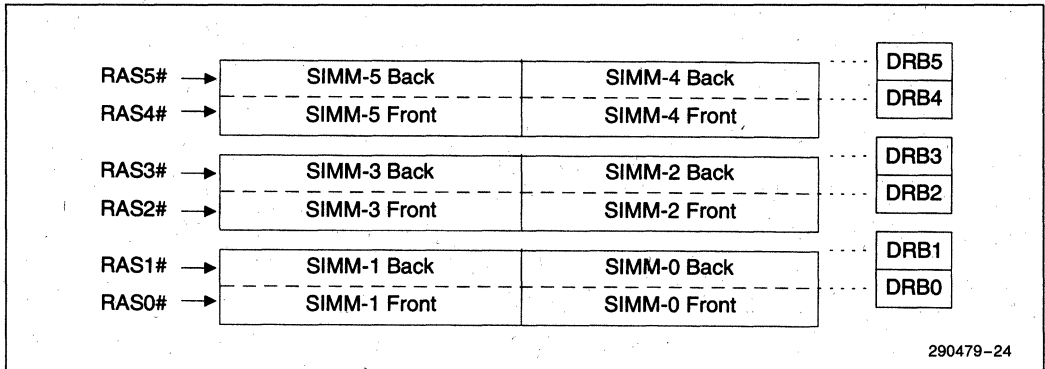 RAS5# SIMM-5 Back SIMM-4 Back DRB5
RAS4# SIMM-5 Front SIMM-4 Front DRB4
RAS3# SIMM-3 Back SIMM-2 Back DRB3
RAS2# SIMM-3 Front SIMM-2 Front DRB2
RAS1# SIMM-1 Back SIMM-0 Back DRB1
RAS0# SIMM-1 Front SIMM-0 Front DRB0
290479-24